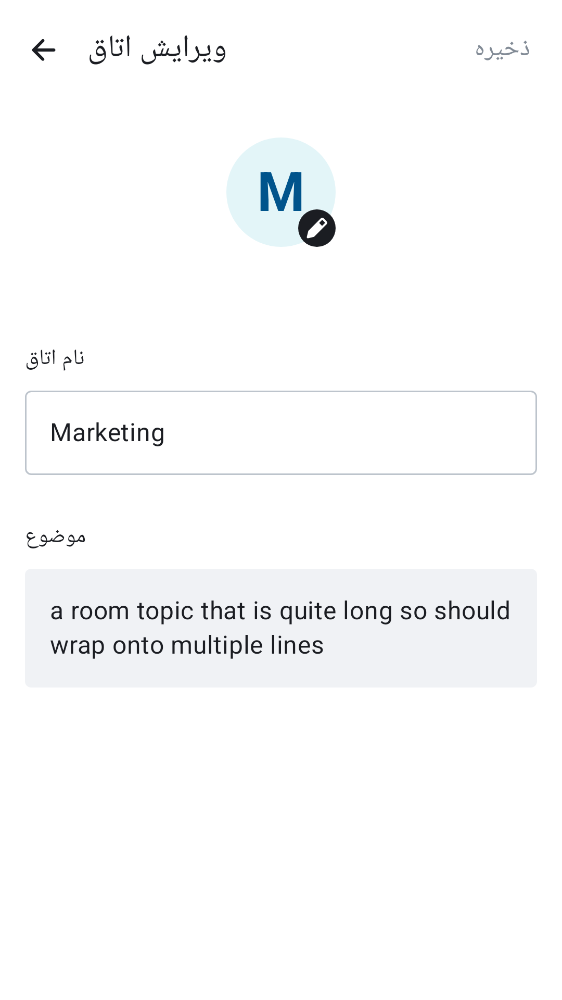 ویرایش اتاق
ذخیره
M
نام اتاق
Marketing
موضوع
a room topic that is quite long so should
wrap onto multiple lines